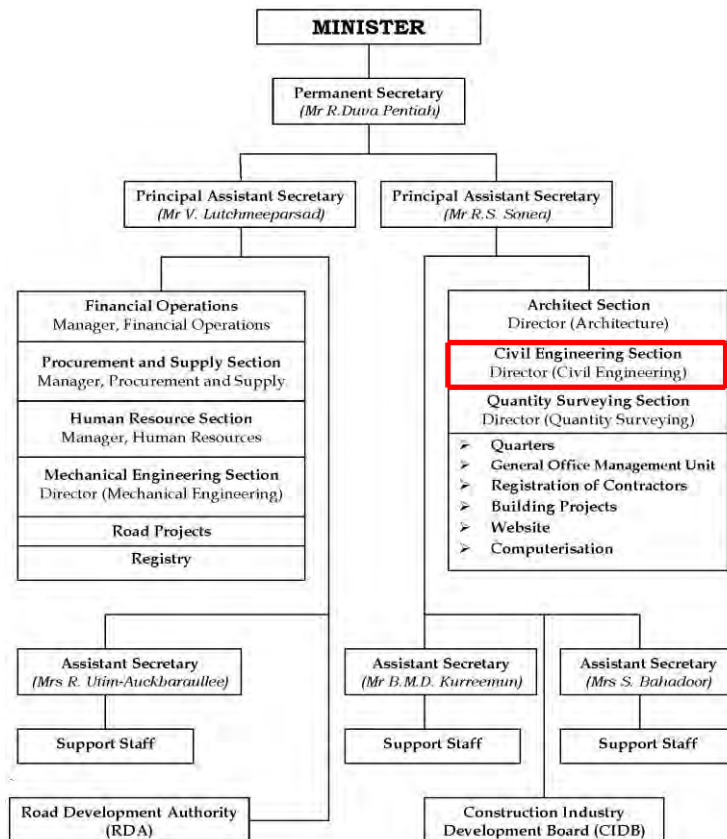 MINISTER
Permanent Secretary
(Mr R.Duva Pentiah)
Principal Assistant Secretary
(Mr V. Lutchmeeparsad)
Principal Assistant Secretary
(Mr R.S. Sonea)
Financial Operations
Manager, Financial Operations
Procurement and Supply Section
Manager, Procurement and Supply
Human Resource Section
Manager, Human Resources
Mechanical Engineering Section
Director (Mechanical Engineering)
Road Projects
Registry
Architect Section
Director (Architecture)
Civil Engineering Section
Director (Civil Engineering)
Quantity Surveying Section
Director (Quantity Surveying)
➢ Quarters
➢ General Office Management Unit
➢ Registration of Contractors
➢ Building Projects
➢ Website
➢ Computerisation
Assistant Secretary
(Mrs R. Utim-Auckbaraullee)
Assistant Secretary
(Mr B.M.D. Kurreemun)
Assistant Secretary
(Mrs S. Bahadoor)
Support Staff
Support Staff
Support Staff
Road Development Authority
(RDA)
Construction Industry
Development Board (CIDB)